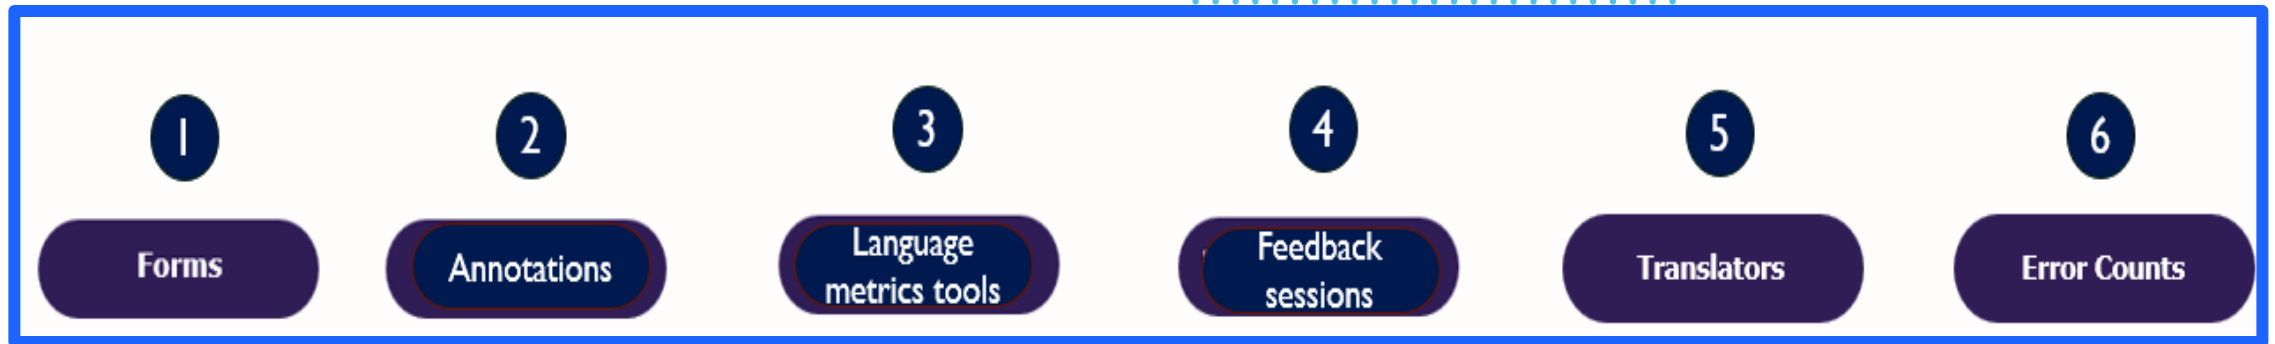 1
2
3
4
5
6
Forms
Annotations
Language
metrics tools
Feedback
sessions
Translators
Error Counts